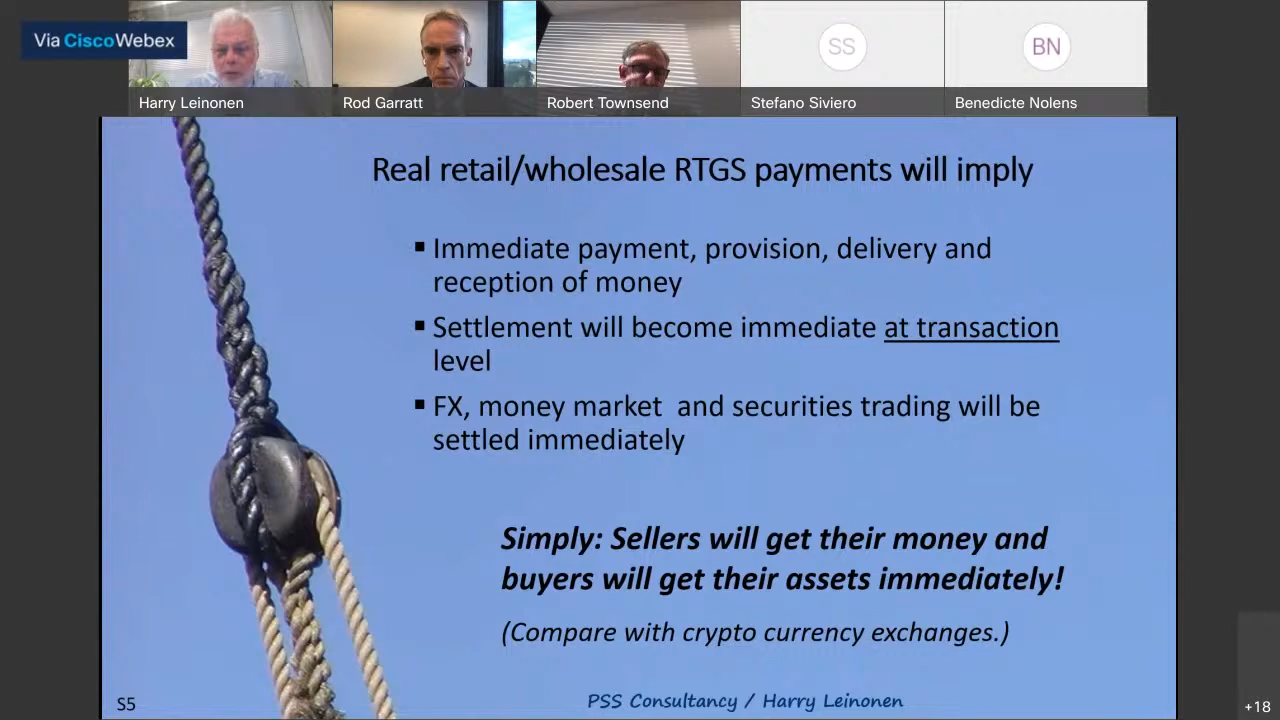 Via CiscoWebex
SS
BN
Harry Leinonen
Rod Garratt
Robert Townsend
Stefano Siviero
Benedicte Nolens
Real retail/wholesale RTGS payments will imply
▪ Immediate payment, provision, delivery and
reception of money
▪ Settlement will become immediate at transaction
level
▪ FX, money market  and securities trading will be
settled immediately
Simply: Sellers will get their money and
buyers will get their assets immediately!
(Compare with crypto currency exchanges.)
S5
PSS Consultancy / Harry Leinonen
+18